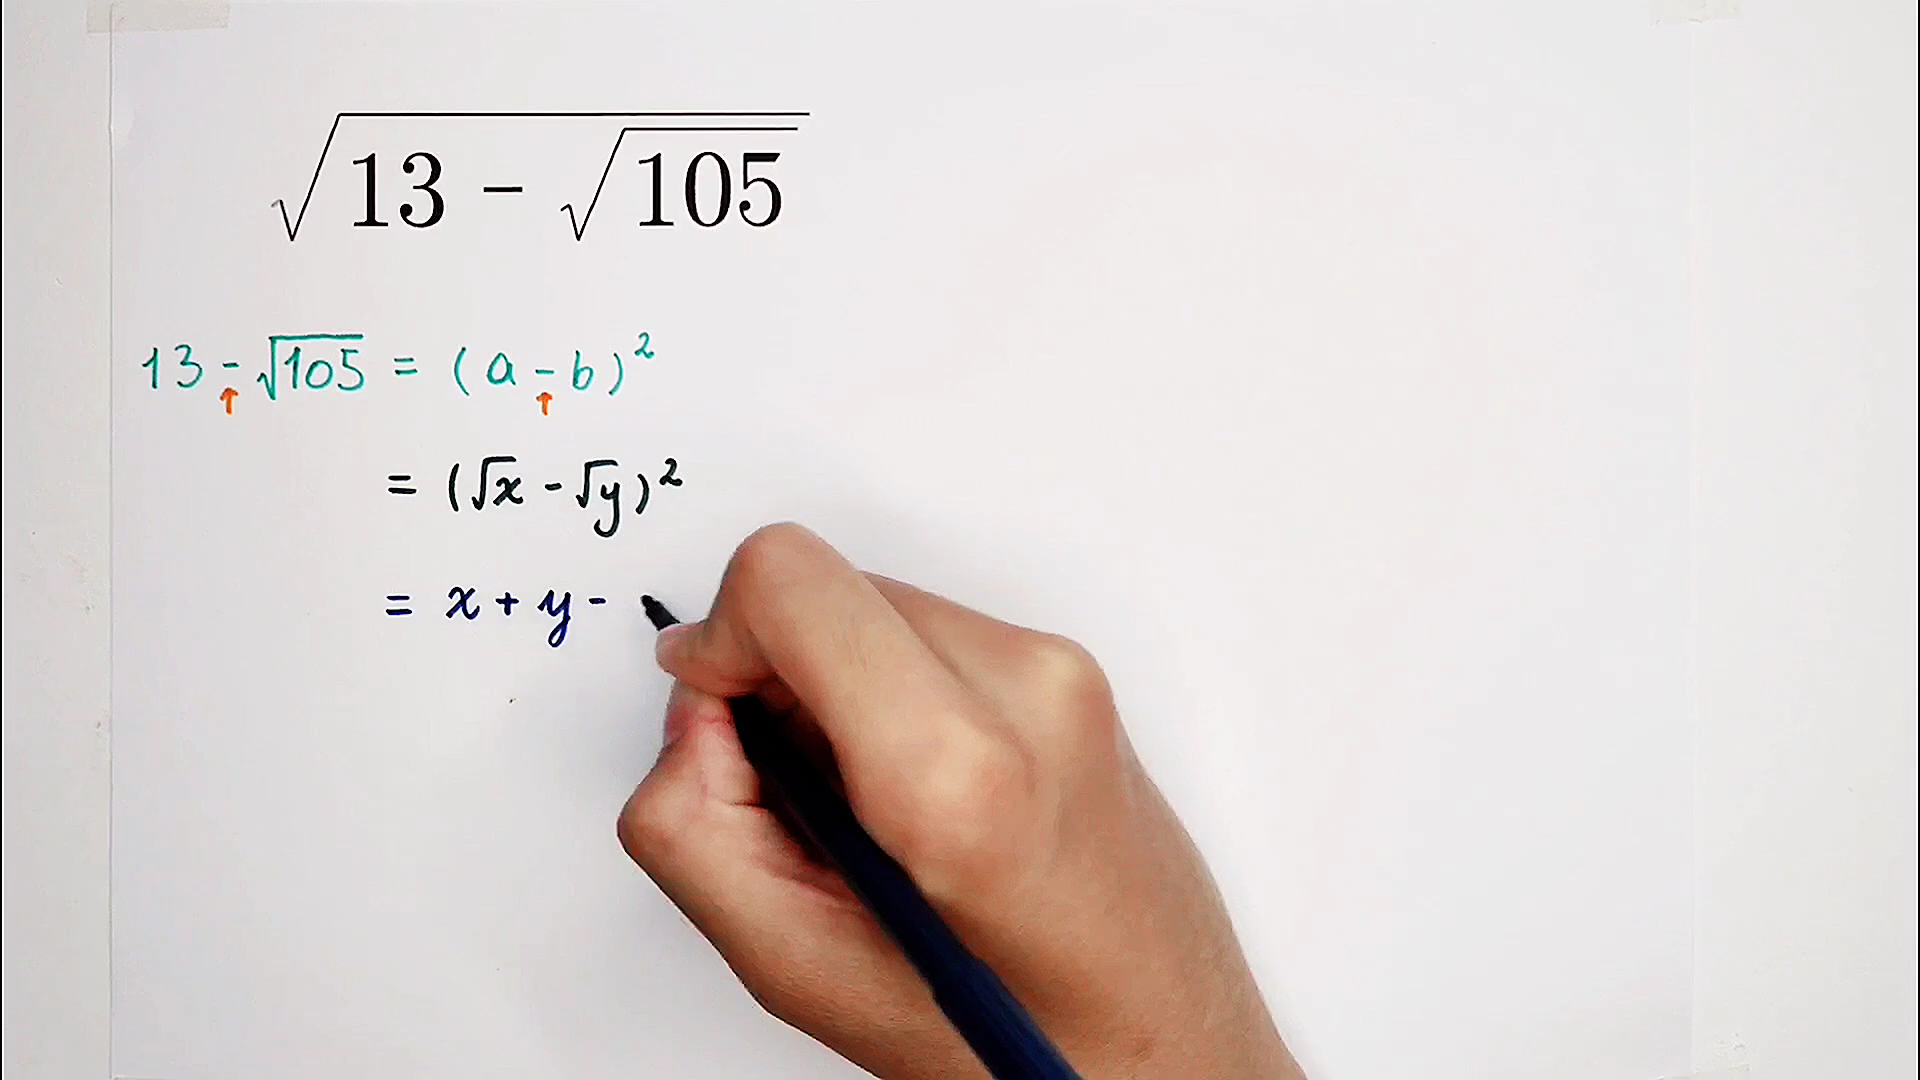 √(13 − √105)
13 - √105 = (a - b)²
= (√x - √y)²
= x + y -